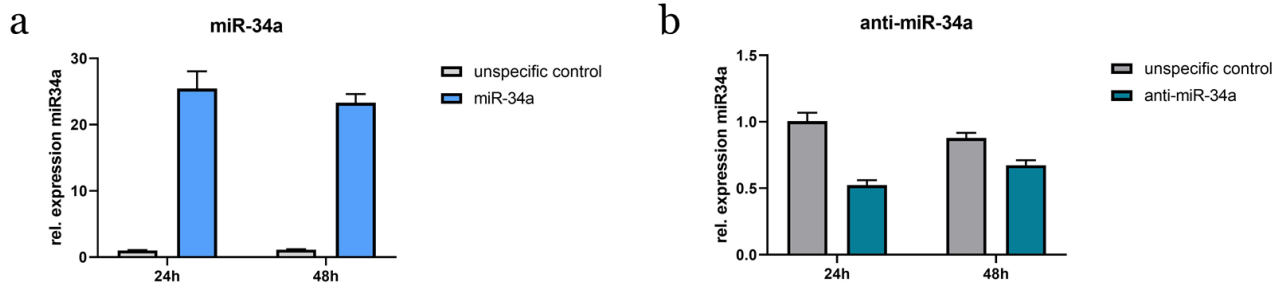 a
miR-34a
rel. expression miR34a
30
20
10
0
24h
48h
unspecific control
miR-34a
b
anti-miR-34a
rel. expression miR34a
1.5
1.0
0.5
0.0
24h
48h
unspecific control
anti-miR-34a